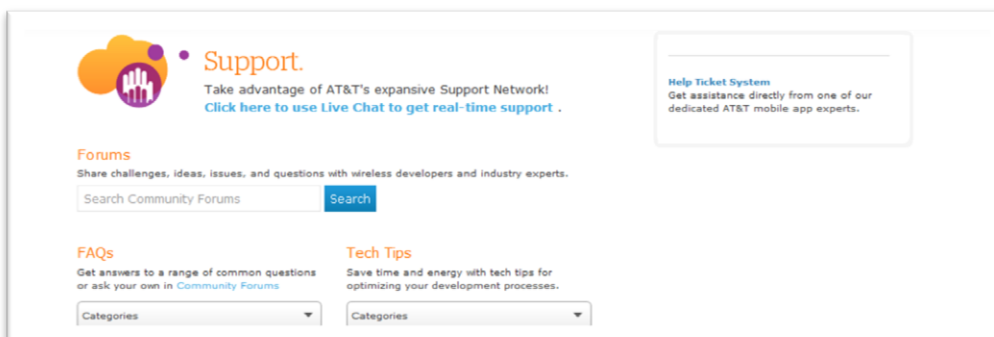 Support.
Take advantage of AT&T's expansive Support Network!
Click here to use Live Chat to get real-time support .
Help Ticket System
Get assistance directly from one of our
dedicated AT&T mobile app experts.
Forums
Share challenges, ideas, issues, and questions with wireless developers and industry experts.
Search Community Forums
Search
FAQs
Get answers to a range of common questions
or ask your own in Community Forums
Categories
Tech Tips
Save time and energy with tech tips for
optimizing your development processes.
Categories